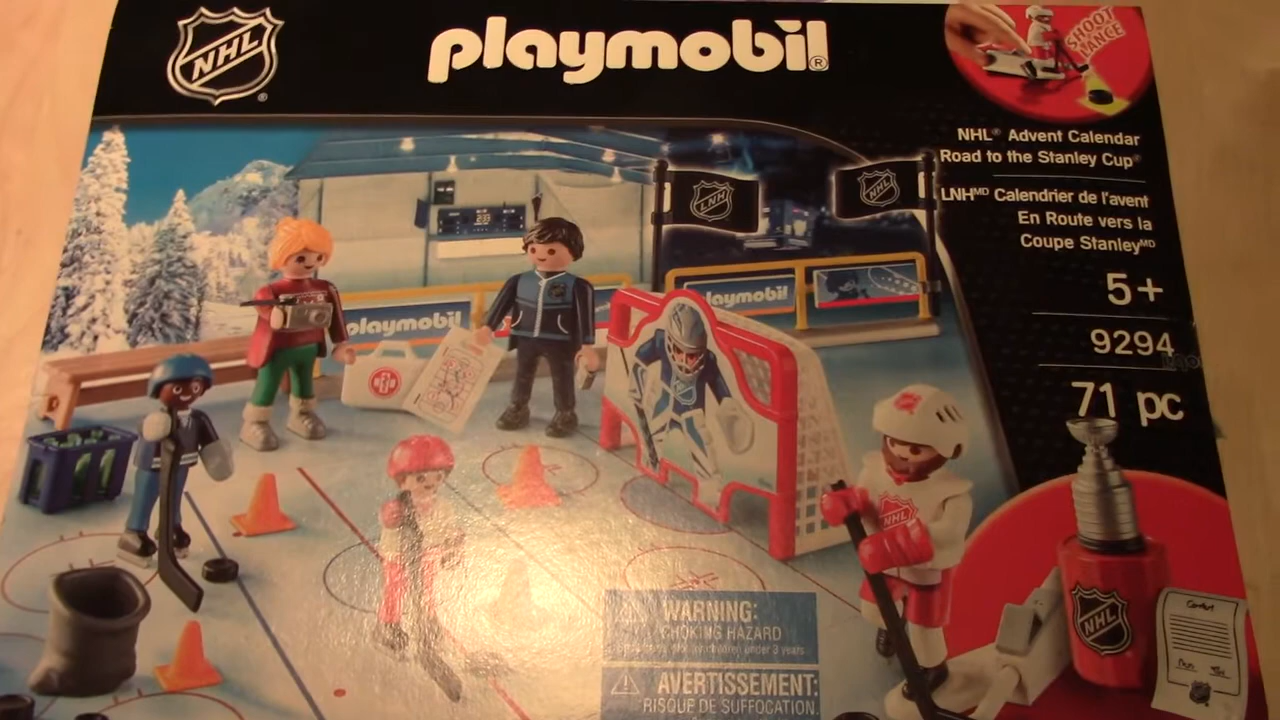 NHL
playmobil®
SHOOT
LANCE
NHL® Advent Calendar
Road to the Stanley Cup®
LNHᴹᴰ Calendrier de l'avent
En Route vers la
Coupe Stanleyᴹᴰ
5+
9294
71 pc
LNH
NHL
playmobil
playmobil
NHL
NHL
Contract
WARNING:
CHOKING HAZARD
AVERTISSEMENT:
RISQUE DE SUFFOCATION.